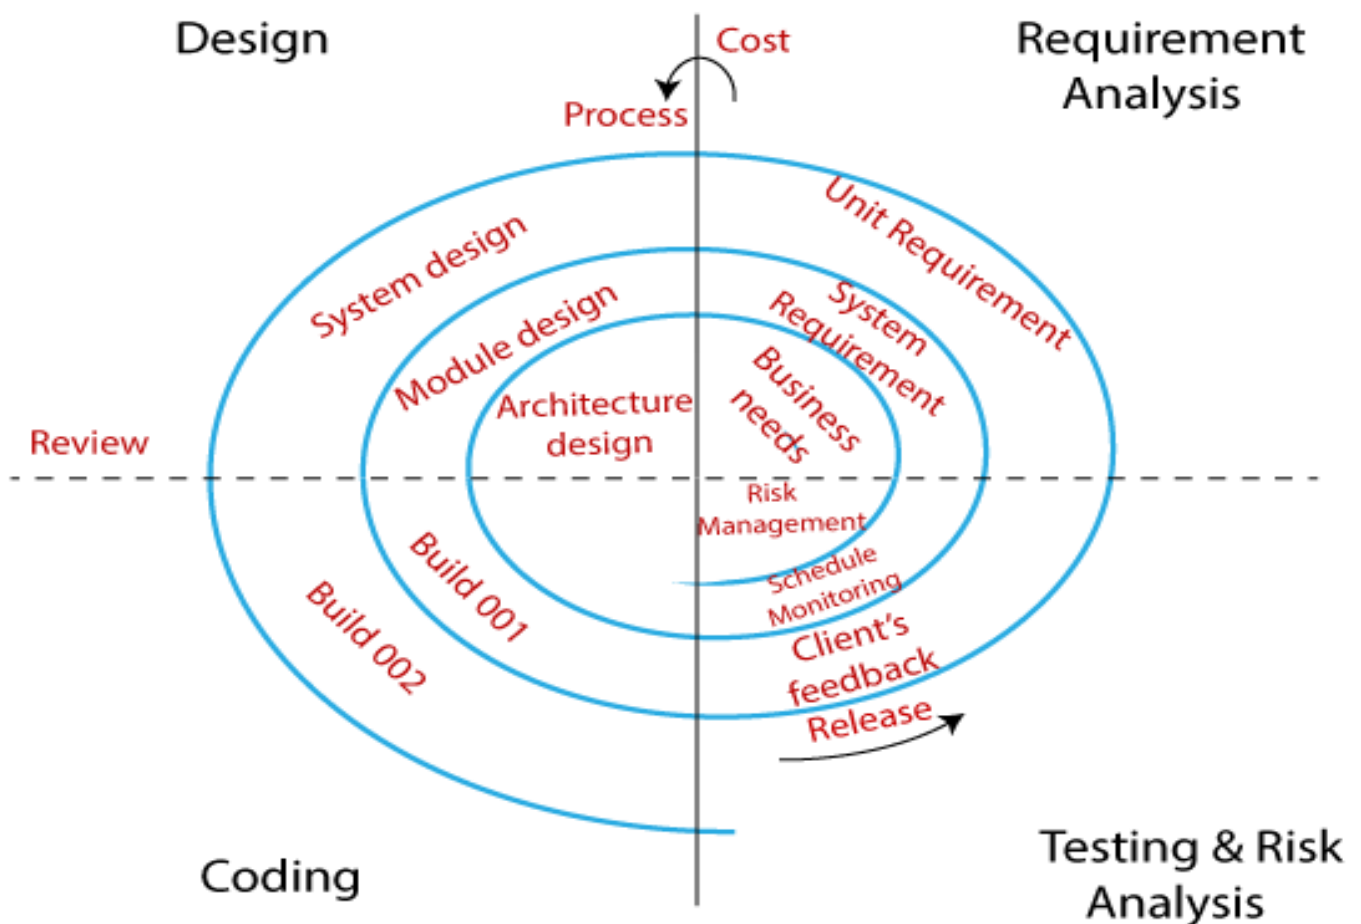 Design
Cost
Requirement
Analysis
Process
Unit Requirement
System design
System
Requirement
Module design
Business
needs
Architecture
design
Review
Risk
Management
Schedule
Monitoring
Build 001
Build 002
Client's
feedback
Release
Coding
Testing & Risk
Analysis